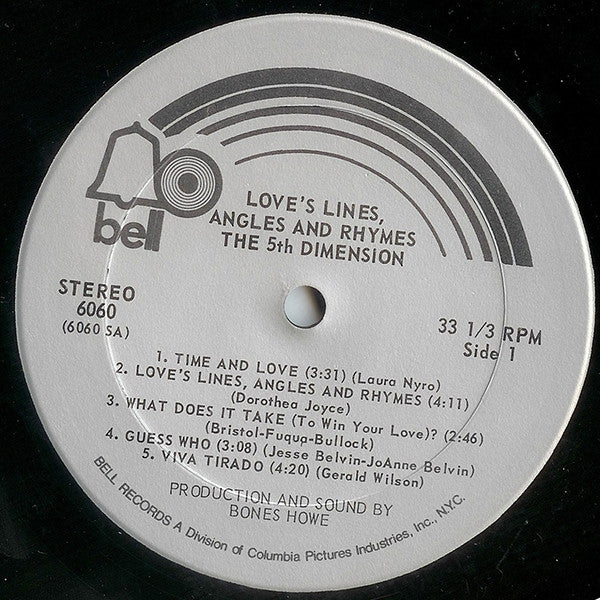 bell
LOVE'S LINES,
ANGLES AND RHYMES
THE 5th DIMENSION
STEREO
6060
(6060 SA)
33 1/3 RPM
Side 1
1. TIME AND LOVE (3:31) (Laura Nyro)
2. LOVE'S LINES, ANGLES AND RHYMES (4:11)
(Dorothea Joyce)
3. WHAT DOES IT TAKE (To Win Your Love)? (2:46)
(Bristol-Fuqua-Bullock)
4. GUESS WHO (3:08) (Jesse Belvin-JoAnne Belvin)
5. VIVA TIRADO (4:20) (Gerald Wilson)
PRODUCTION AND SOUND BY
BONES HOWE
BELL RECORDS A Division of Columbia Pictures Industries, Inc., N.Y.C.